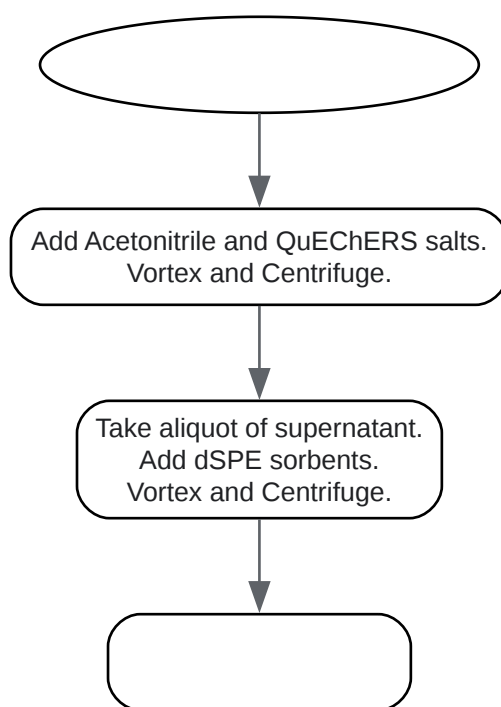 Add Acetonitrile and QuEChERS salts.
Vortex and Centrifuge.
Take aliquot of supernatant.
Add dSPE sorbents.
Vortex and Centrifuge.